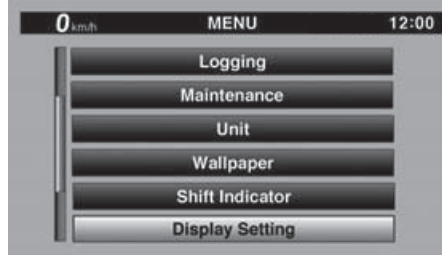 0 km/h MENU 12:00
Logging
Maintenance
Unit
Wallpaper
Shift Indicator
Display Setting